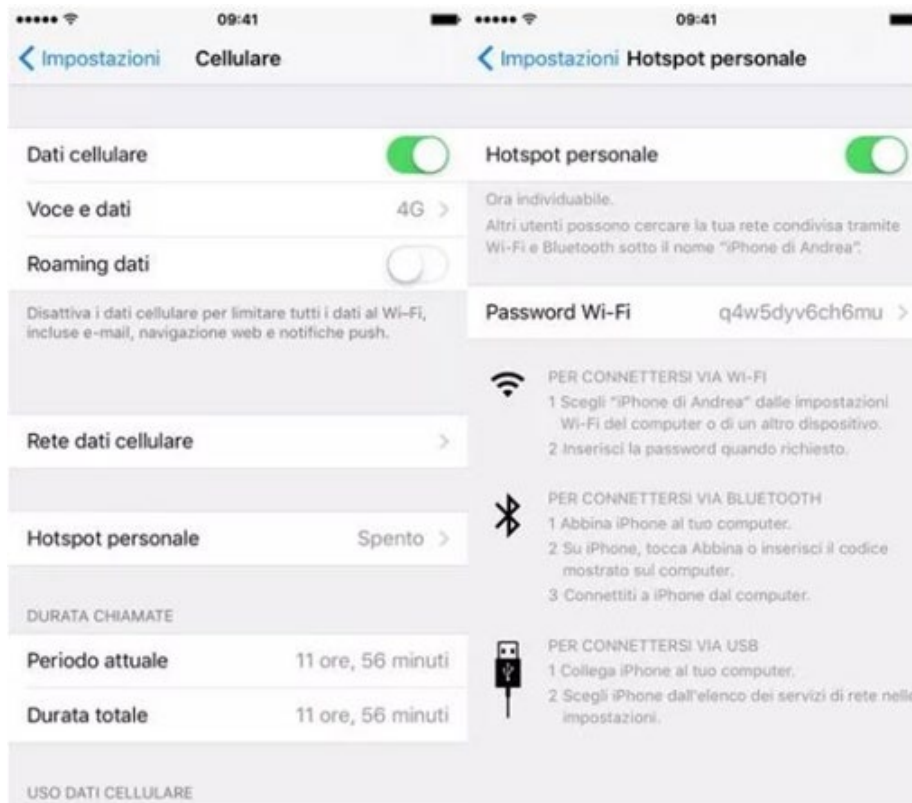 09:41
Impostazioni Cellulare
Dati cellulare
Voce e dati 4G
Roaming dati
Disattiva i dati cellulare per limitare tutti i dati al Wi-Fi,
incluse e-mail, navigazione web e notifiche push.
Rete dati cellulare
Hotspot personale Spento
DURATA CHIAMATE
Periodo attuale 11 ore, 56 minuti
Durata totale 11 ore, 56 minuti
USO DATI CELLULARE
09:41
Impostazioni Hotspot personale
Hotspot personale
Ora individuabile.
Altri utenti possono cercare la tua rete condivisa tramite
Wi-Fi e Bluetooth sotto il nome "iPhone di Andrea".
Password Wi-Fi q4w5dyv6ch6mu
PER CONNETTERSI VIA WI-FI
1 Scegli "iPhone di Andrea" dalle impostazioni
Wi-Fi del computer o di un altro dispositivo.
2 Inserisci la password quando richiesto.
PER CONNETTERSI VIA BLUETOOTH
1 Abbina iPhone al tuo computer.
2 Su iPhone, tocca Abbina o inserisci il codice
mostrato sul computer.
3 Connettiti a iPhone dal computer.
PER CONNETTERSI VIA USB
1 Collega iPhone al tuo computer.
2 Scegli iPhone dall'elenco dei servizi di rete nelle
impostazioni.